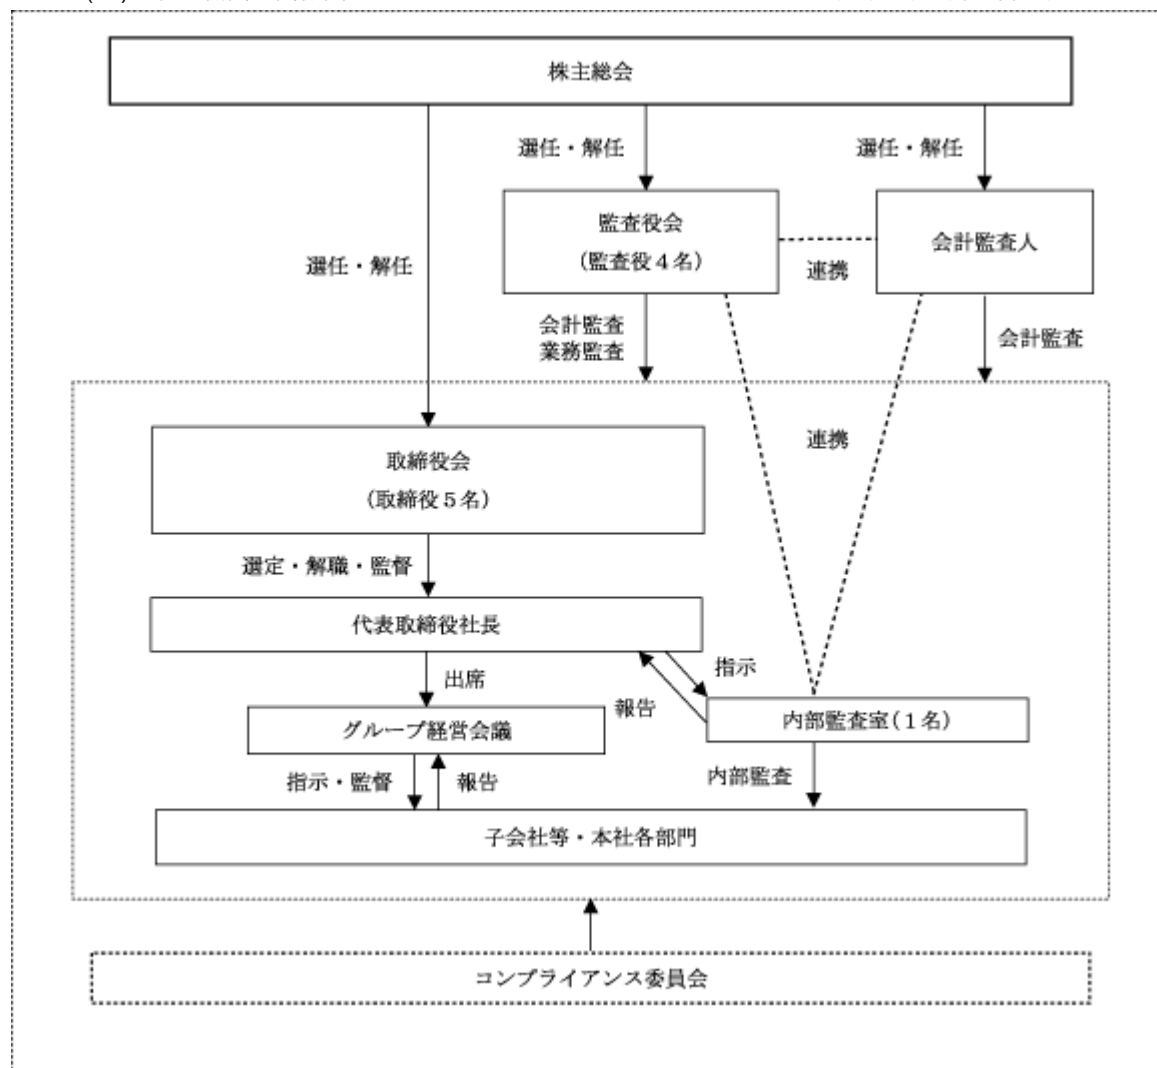 株主総会
選任・解任
選任・解任
監査役会
(監査役4名)
会計監査人
選任・解任
連携
会計監査
業務監査
会計監査
連携
取締役会
(取締役5名)
選定・解職・監督
代表取締役社長
出席
指示
報告
グループ経営会議
内部監査室(1名)
指示・監督
報告
内部監査
子会社等・本社各部門
コンプライアンス委員会